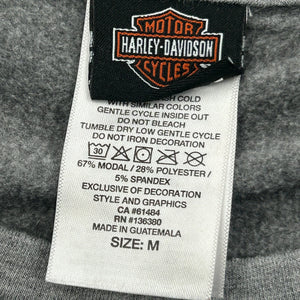 MOTOR
HARLEY-DAVIDSON
CYCLES
COLD
WITH SIMILAR COLORS
GENTLE CYCLE INSIDE OUT
DO NOT BLEACH
TUMBLE DRY LOW GENTLE CYCLE
DO NOT IRON DECORATION
30
67% MODAL / 28% POLYESTER /
5% SPANDEX
EXCLUSIVE OF DECORATION
STYLE AND GRAPHICS
CA #61484
RN #136380
MADE IN GUATEMALA
SIZE: M